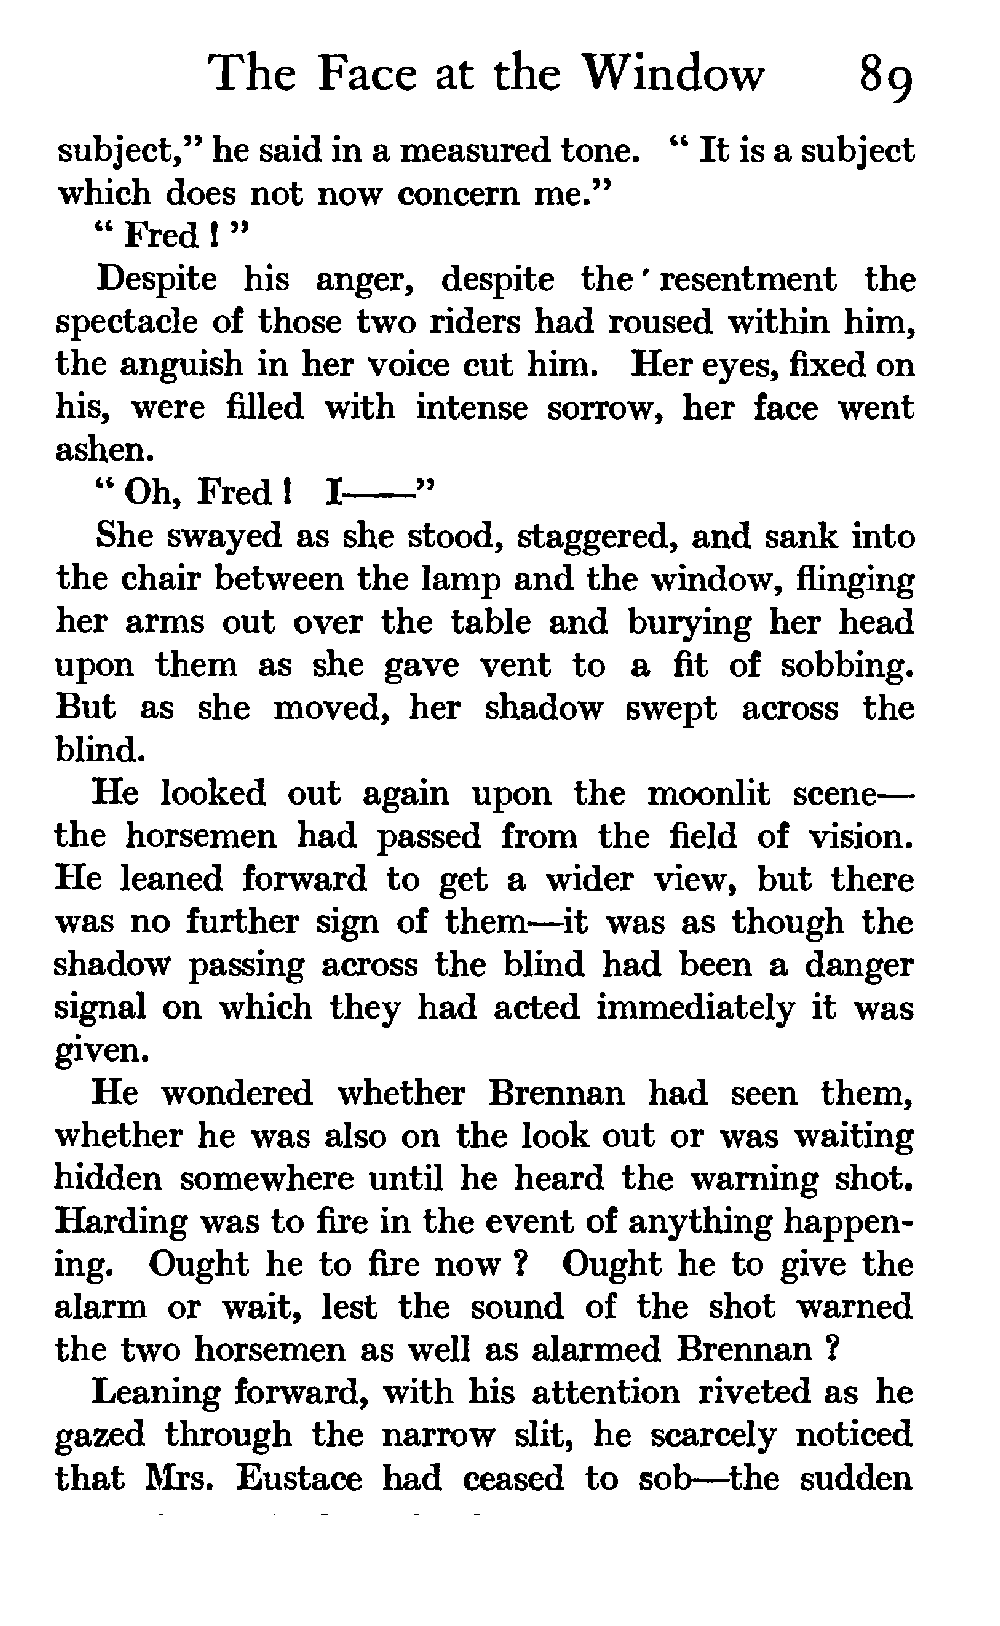 The Face at the Window 89
subject,” he said in a measured tone. “ It is a subject
which does not now concern me.”
“ Fred ! ”
Despite his anger, despite the ' resentment the
spectacle of those two riders had roused within him,
the anguish in her voice cut him. Her eyes, fixed on
his, were filled with intense sorrow, her face went
ashen.
“ Oh, Fred ! I——”
She swayed as she stood, staggered, and sank into
the chair between the lamp and the window, flinging
her arms out over the table and burying her head
upon them as she gave vent to a fit of sobbing.
But as she moved, her shadow swept across the
blind.
He looked out again upon the moonlit scene—
the horsemen had passed from the field of vision.
He leaned forward to get a wider view, but there
was no further sign of them—it was as though the
shadow passing across the blind had been a danger
signal on which they had acted immediately it was
given.
He wondered whether Brennan had seen them,
whether he was also on the look out or was waiting
hidden somewhere until he heard the warning shot.
Harding was to fire in the event of anything happen-
ing. Ought he to fire now ? Ought he to give the
alarm or wait, lest the sound of the shot warned
the two horsemen as well as alarmed Brennan ?
Leaning forward, with his attention riveted as he
gazed through the narrow slit, he scarcely noticed
that Mrs. Eustace had ceased to sob—the sudden